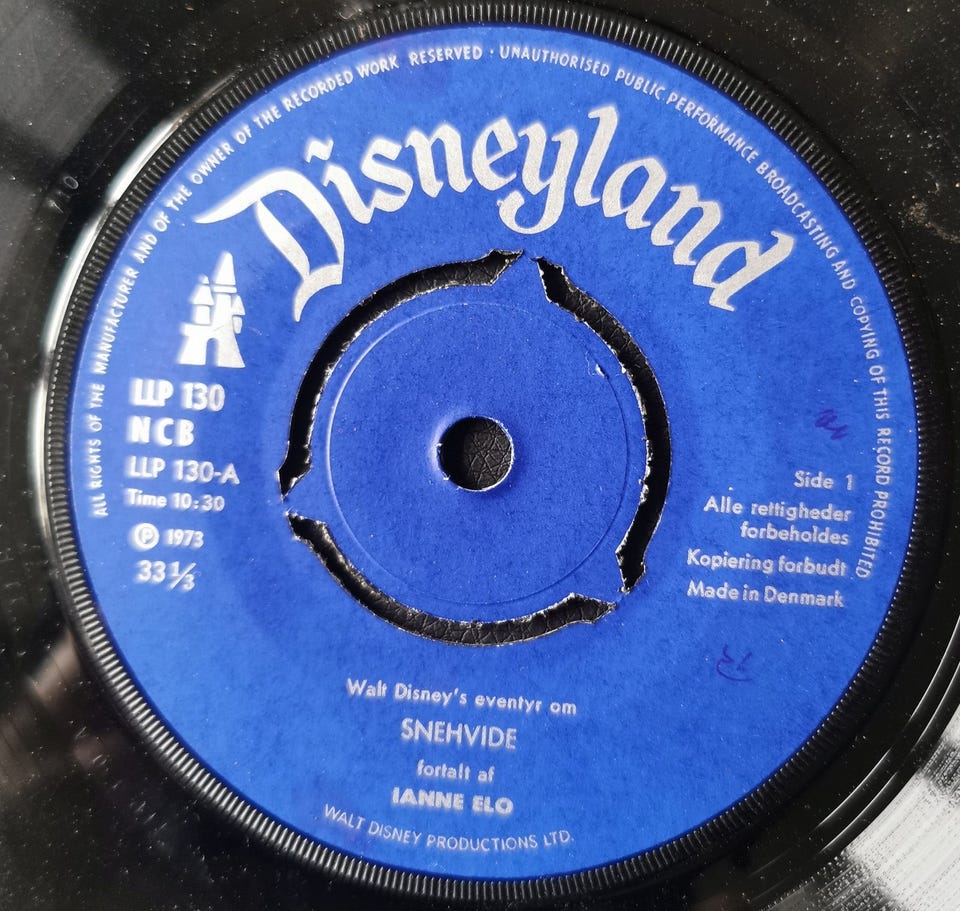 ALL RIGHTS OF THE MANUFACTURER AND OF THE OWNER OF THE RECORDED WORK RESERVED · UNAUTHORISED PUBLIC PERFORMANCE BROADCASTING AND COPYING OF THIS RECORD PROHIBITED
Disneyland
LLP 130
NCB
LLP 130-A
Time 10:30
℗ 1973
33⅓
Side 1
Alle rettigheder
forbeholdes
Kopiering forbudt
Made in Denmark
Walt Disney's eventyr om
SNEHVIDE
fortalt af
IANNE ELO
WALT DISNEY PRODUCTIONS LTD.